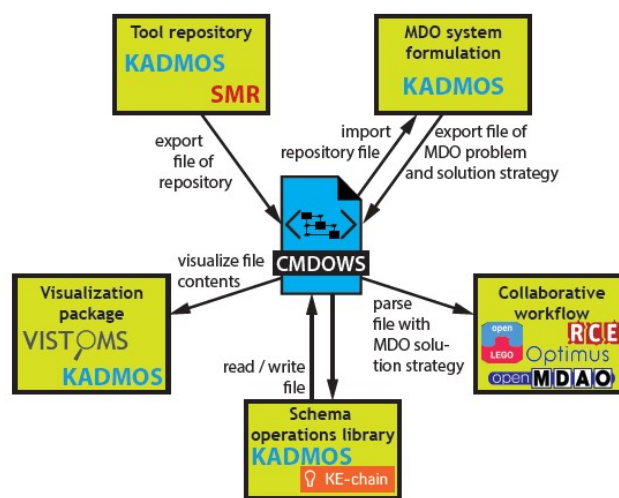 Tool repository
KADMOS
SMR
MDO system
formulation
KADMOS
export
file of
repository
import
repository file
export file of
MDO problem
and solution strategy
CMDOWS
visualize file
contents
Visualization
package
VISTOMS
KADMOS
read / write
file
parse
file with
MDO solu-
tion strategy
Collaborative
workflow
open
LEGO
RCE
Optimus
open MDAO
Schema
operations library
KADMOS
KE-chain